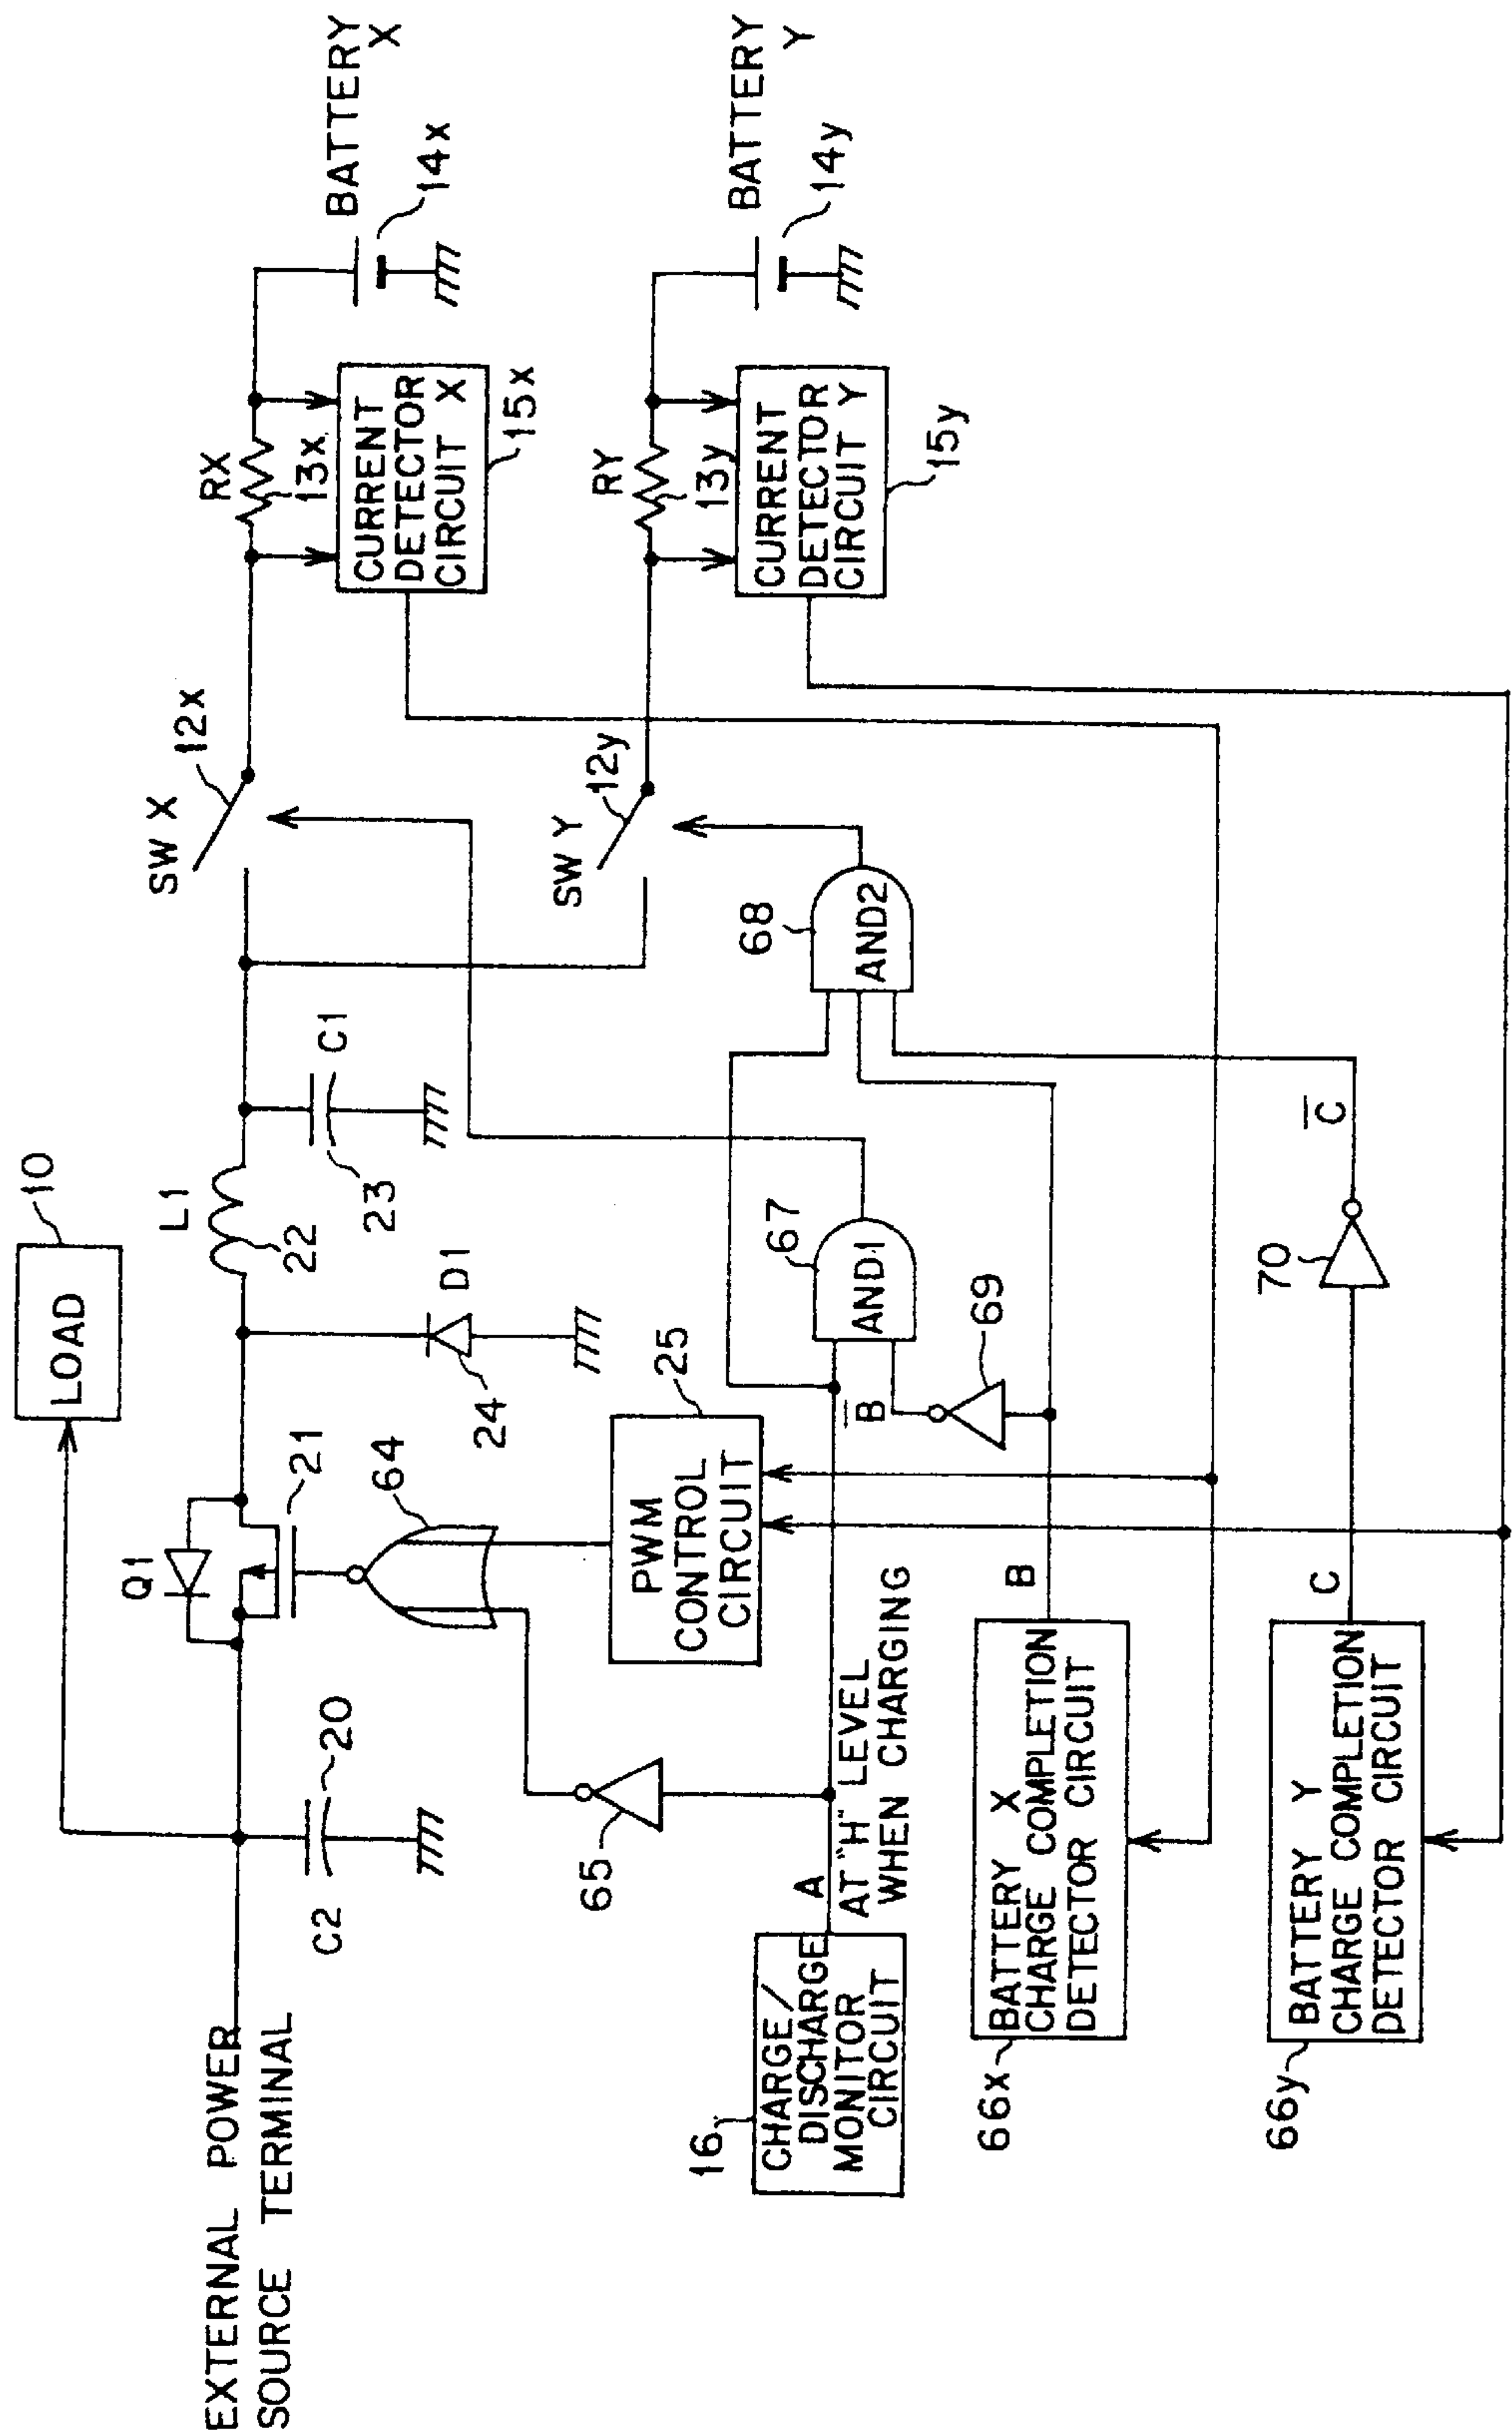 EXTERNAL POWER
SOURCE TERMINAL
C2
20
LOAD
10
Q1
21
64
D1
24
L1
22
C1
23
SW X
12x
RX
13x
BATTERY
X
14x
CURRENT
DETECTOR
CIRCUIT X
15x
SW Y
12y
RY
13y
BATTERY
Y
14y
CURRENT
DETECTOR
CIRCUIT Y
15y
65
PWM
CONTROL
CIRCUIT
25
16
CHARGE/
DISCHARGE
MONITOR
CIRCUIT
A
AT "H" LEVEL
WHEN CHARGING
B
AND1
67
69
AND2
68
66x
BATTERY X
CHARGE COMPLETION
DETECTOR CIRCUIT
B
66y
BATTERY Y
CHARGE COMPLETION
DETECTOR CIRCUIT
C
70
C